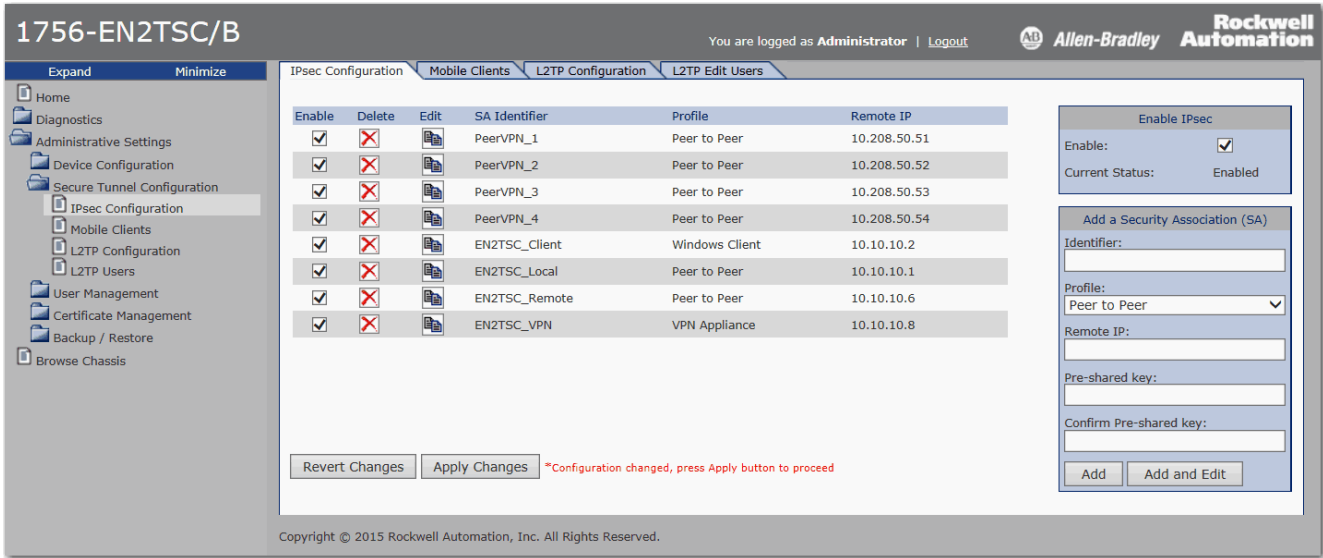 1756-EN2TSC/B
You are logged as Administrator | Logout
AB Allen-Bradley
Rockwell
Automation
Expand Minimize
Home
Diagnostics
Administrative Settings
Device Configuration
Secure Tunnel Configuration
IPsec Configuration
Mobile Clients
L2TP Configuration
L2TP Users
User Management
Certificate Management
Backup / Restore
Browse Chassis
IPsec Configuration Mobile Clients L2TP Configuration L2TP Edit Users
Enable Delete Edit SA Identifier Profile Remote IP
PeerVPN_1 Peer to Peer 10.208.50.51
PeerVPN_2 Peer to Peer 10.208.50.52
PeerVPN_3 Peer to Peer 10.208.50.53
PeerVPN_4 Peer to Peer 10.208.50.54
EN2TSC_Client Windows Client 10.10.10.2
EN2TSC_Local Peer to Peer 10.10.10.1
EN2TSC_Remote Peer to Peer 10.10.10.6
EN2TSC_VPN VPN Appliance 10.10.10.8
Revert Changes Apply Changes *Configuration changed, press Apply button to proceed
Enable IPsec
Enable:
Current Status: Enabled
Add a Security Association (SA)
Identifier:
Profile:
Peer to Peer
Remote IP:
Pre-shared key:
Confirm Pre-shared key:
Add Add and Edit
Copyright © 2015 Rockwell Automation, Inc. All Rights Reserved.